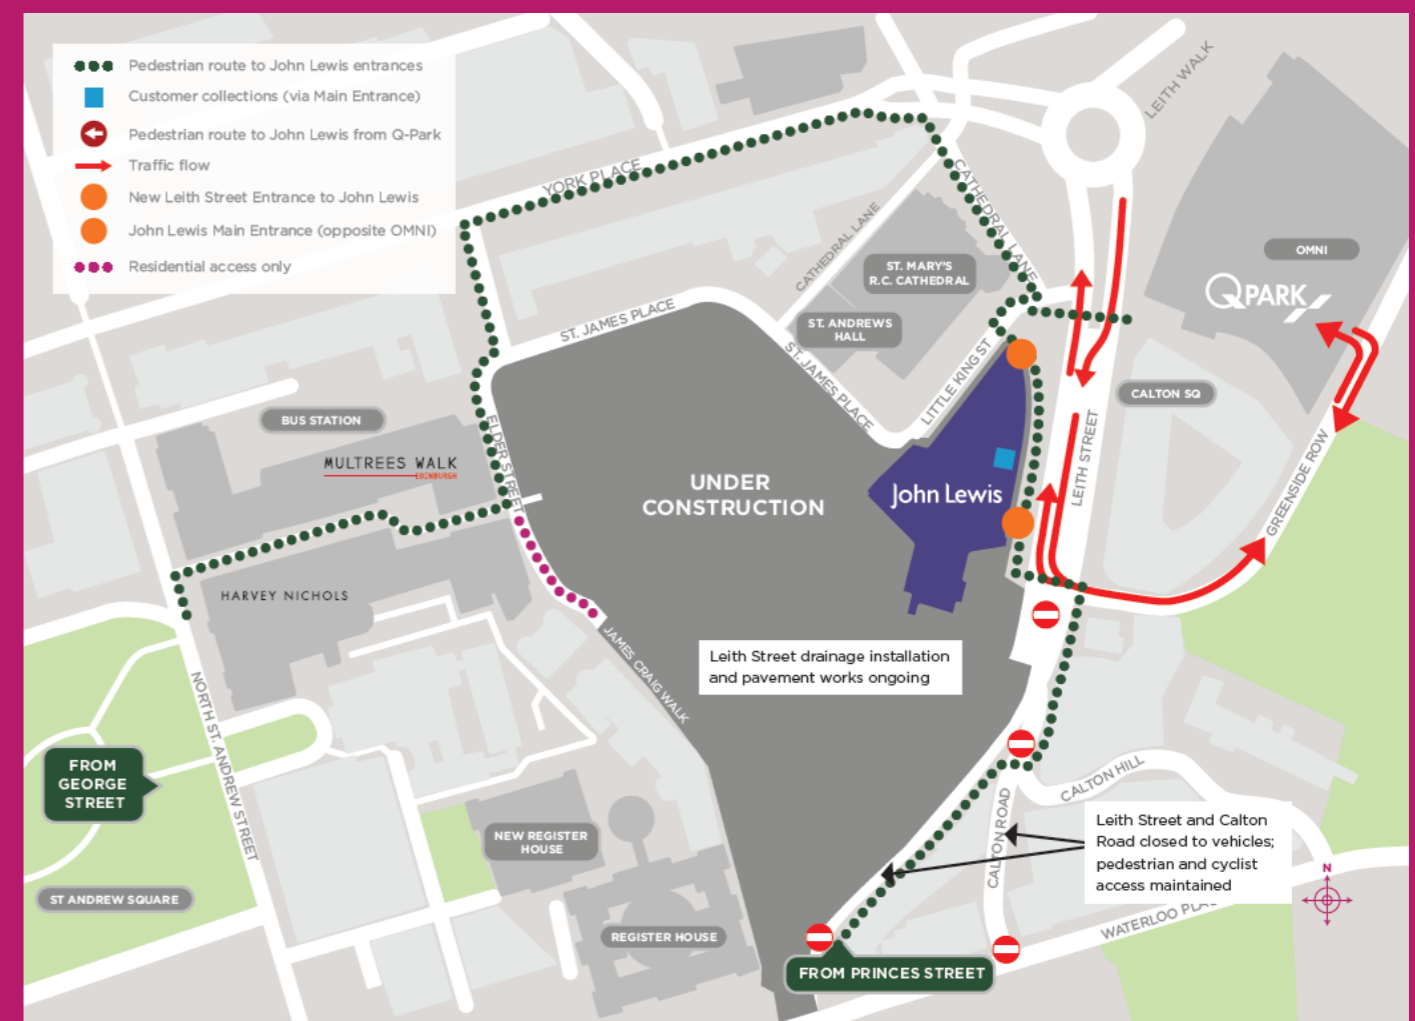 Pedestrian route to John Lewis entrances
Customer collections (via Main Entrance)
Pedestrian route to John Lewis from Q-Park
Traffic flow
New Leith Street Entrance to John Lewis
John Lewis Main Entrance (opposite OMNI)
Residential access only
LEITH WALK
YORK PLACE
CATHEDRAL LANE
CATHEDRAL LANE
OMNI
QPARK
ST. MARY'S
R.C. CATHEDRAL
ST. ANDREWS
HALL
ST. JAMES PLACE
ST. JAMES PLACE
LITTLE KING ST
CALTON SQ
BUS STATION
MULTREES WALK
EDINBURGH
ELDER STREET
UNDER
CONSTRUCTION
John Lewis
LEITH STREET
GREENSIDE ROW
HARVEY NICHOLS
JAMES CRAIG WALK
Leith Street drainage installation
and pavement works ongoing
NORTH ST. ANDREW STREET
FROM
GEORGE
STREET
CALTON HILL
CALTON ROAD
Leith Street and Calton
Road closed to vehicles;
pedestrian and cyclist
access maintained
NEW REGISTER
HOUSE
ST ANDREW SQUARE
REGISTER HOUSE
WATERLOO PLAC
N
FROM PRINCES STREET